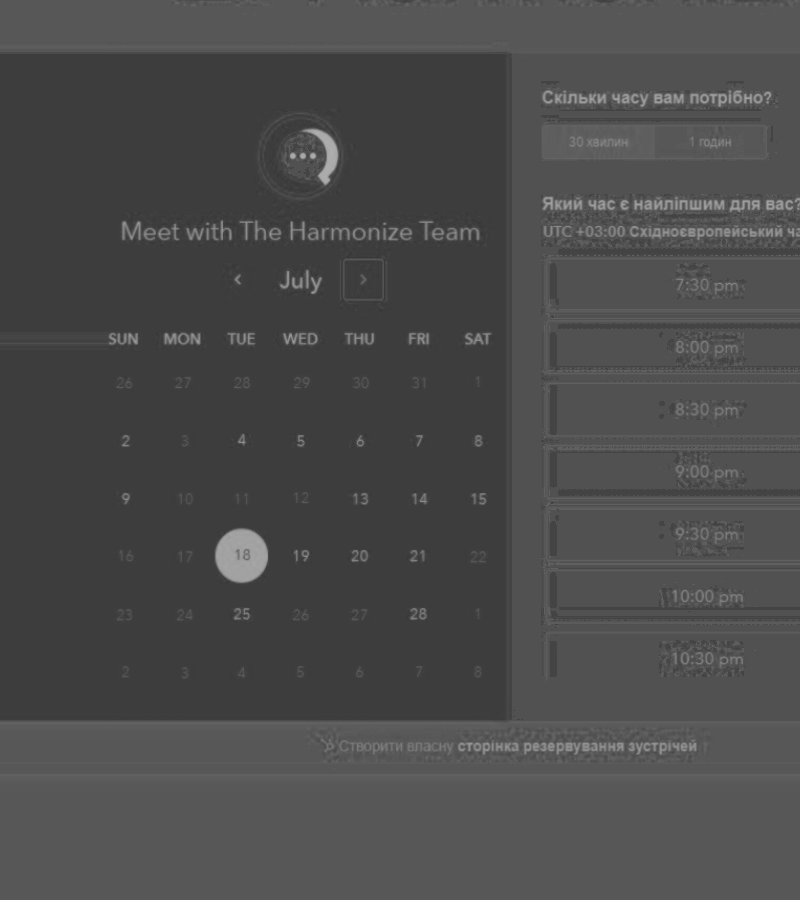 Meet with The Harmonize Team
‹ July ›
SUN MON TUE WED THU FRI SAT
26 27 28 29 30 31 1
2 3 4 5 6 7 8
9 10 11 12 13 14 15
16 17 18 19 20 21 22
23 24 25 26 27 28 1
2 3 4 5 6 7 8
Скільки часу вам потрібно?
30 хвилин 1 годин
Який час є найліпшим для вас?
UTC +03:00 Східноєвропейський
7:30 pm
8:00 pm
8:30 pm
9:00 pm
9:30 pm
10:00 pm
10:30 pm
Створити власну сторінка резервування зустрічей